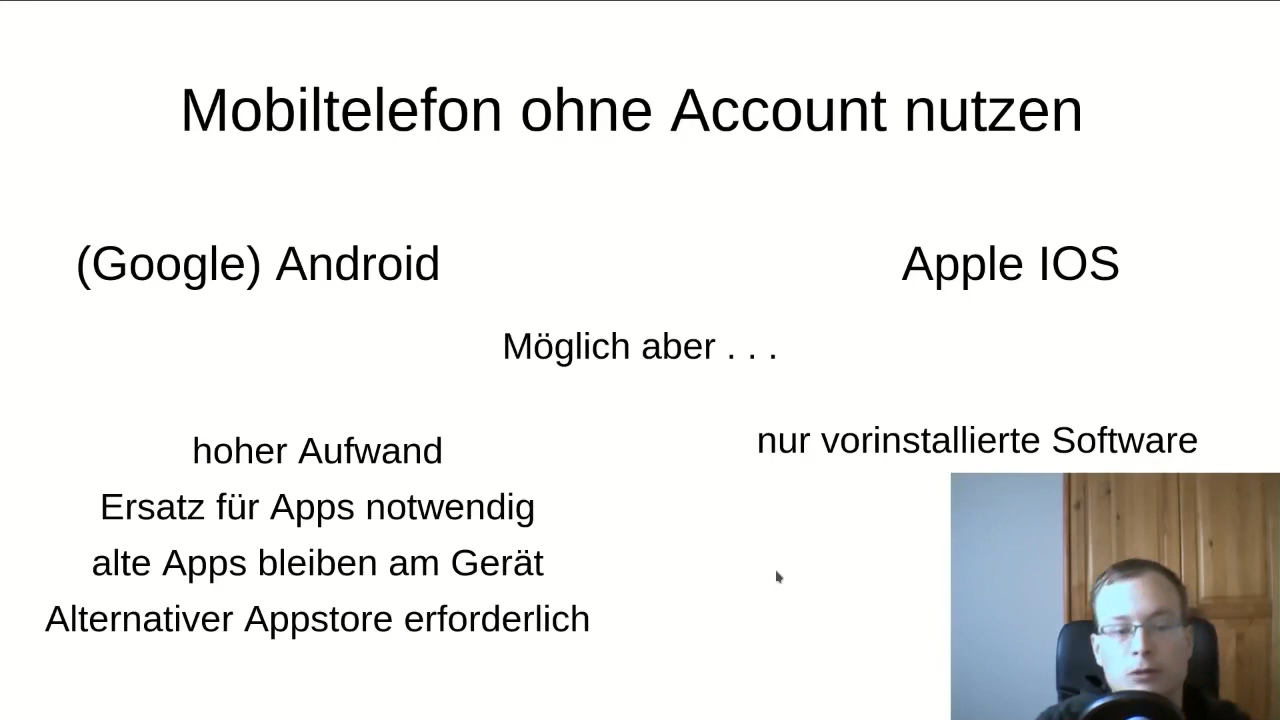 Mobiltelefon ohne Account nutzen
(Google) Android
Apple IOS
Möglich aber . . .
hoher Aufwand
Ersatz für Apps notwendig
alte Apps bleiben am Gerät
Alternativer Appstore erforderlich
nur vorinstallierte Software